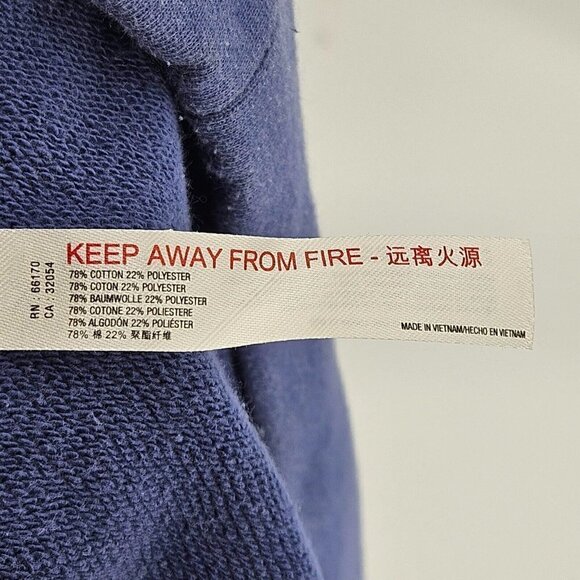 KEEP AWAY FROM FIRE - 远离火源
78% COTTON 22% POLYESTER
78% COTON 22% POLYESTER
78% BAUMWOLLE 22% POLYESTER
78% COTONE 22% POLIESTERE
78% ALGODÓN 22% POLIÉSTER
78% 棉 22% 聚酯纤维
MADE IN VIETNAM/HECHO EN VIETNAM
RN : 66170
CA : 32054